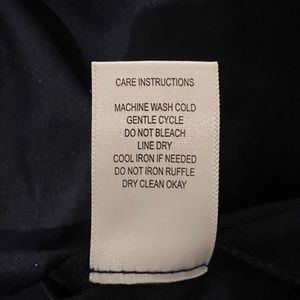 CARE INSTRUCTIONS
MACHINE WASH COLD
GENTLE CYCLE
DO NOT BLEACH
LINE DRY
COOL IRON IF NEEDED
DO NOT IRON RUFFLE
DRY CLEAN OKAY